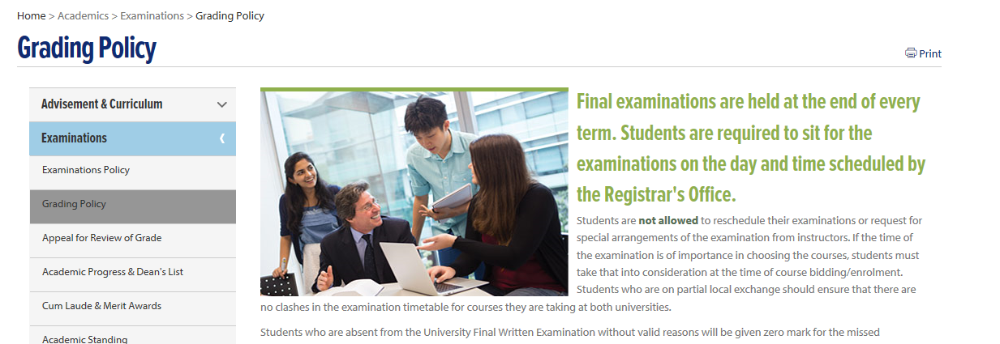 Home > Academics > Examinations > Grading Policy
Grading Policy
Print
Advisement & Curriculum
Examinations
Examinations Policy
Grading Policy
Appeal for Review of Grade
Academic Progress & Dean's List
Cum Laude & Merit Awards
Academic Standing
Final examinations are held at the end of every
term. Students are required to sit for the
examinations on the day and time scheduled by
the Registrar's Office.
Students are not allowed to reschedule their examinations or request for
special arrangements of the examination from instructors. If the time of
the examination is of importance in choosing the courses, students must
take that into consideration at the time of course bidding/enrolment.
Students who are on partial local exchange should ensure that there are
no clashes in the examination timetable for courses they are taking at both universities.
Students who are absent from the University Final Written Examination without valid reasons will be given zero mark for the missed